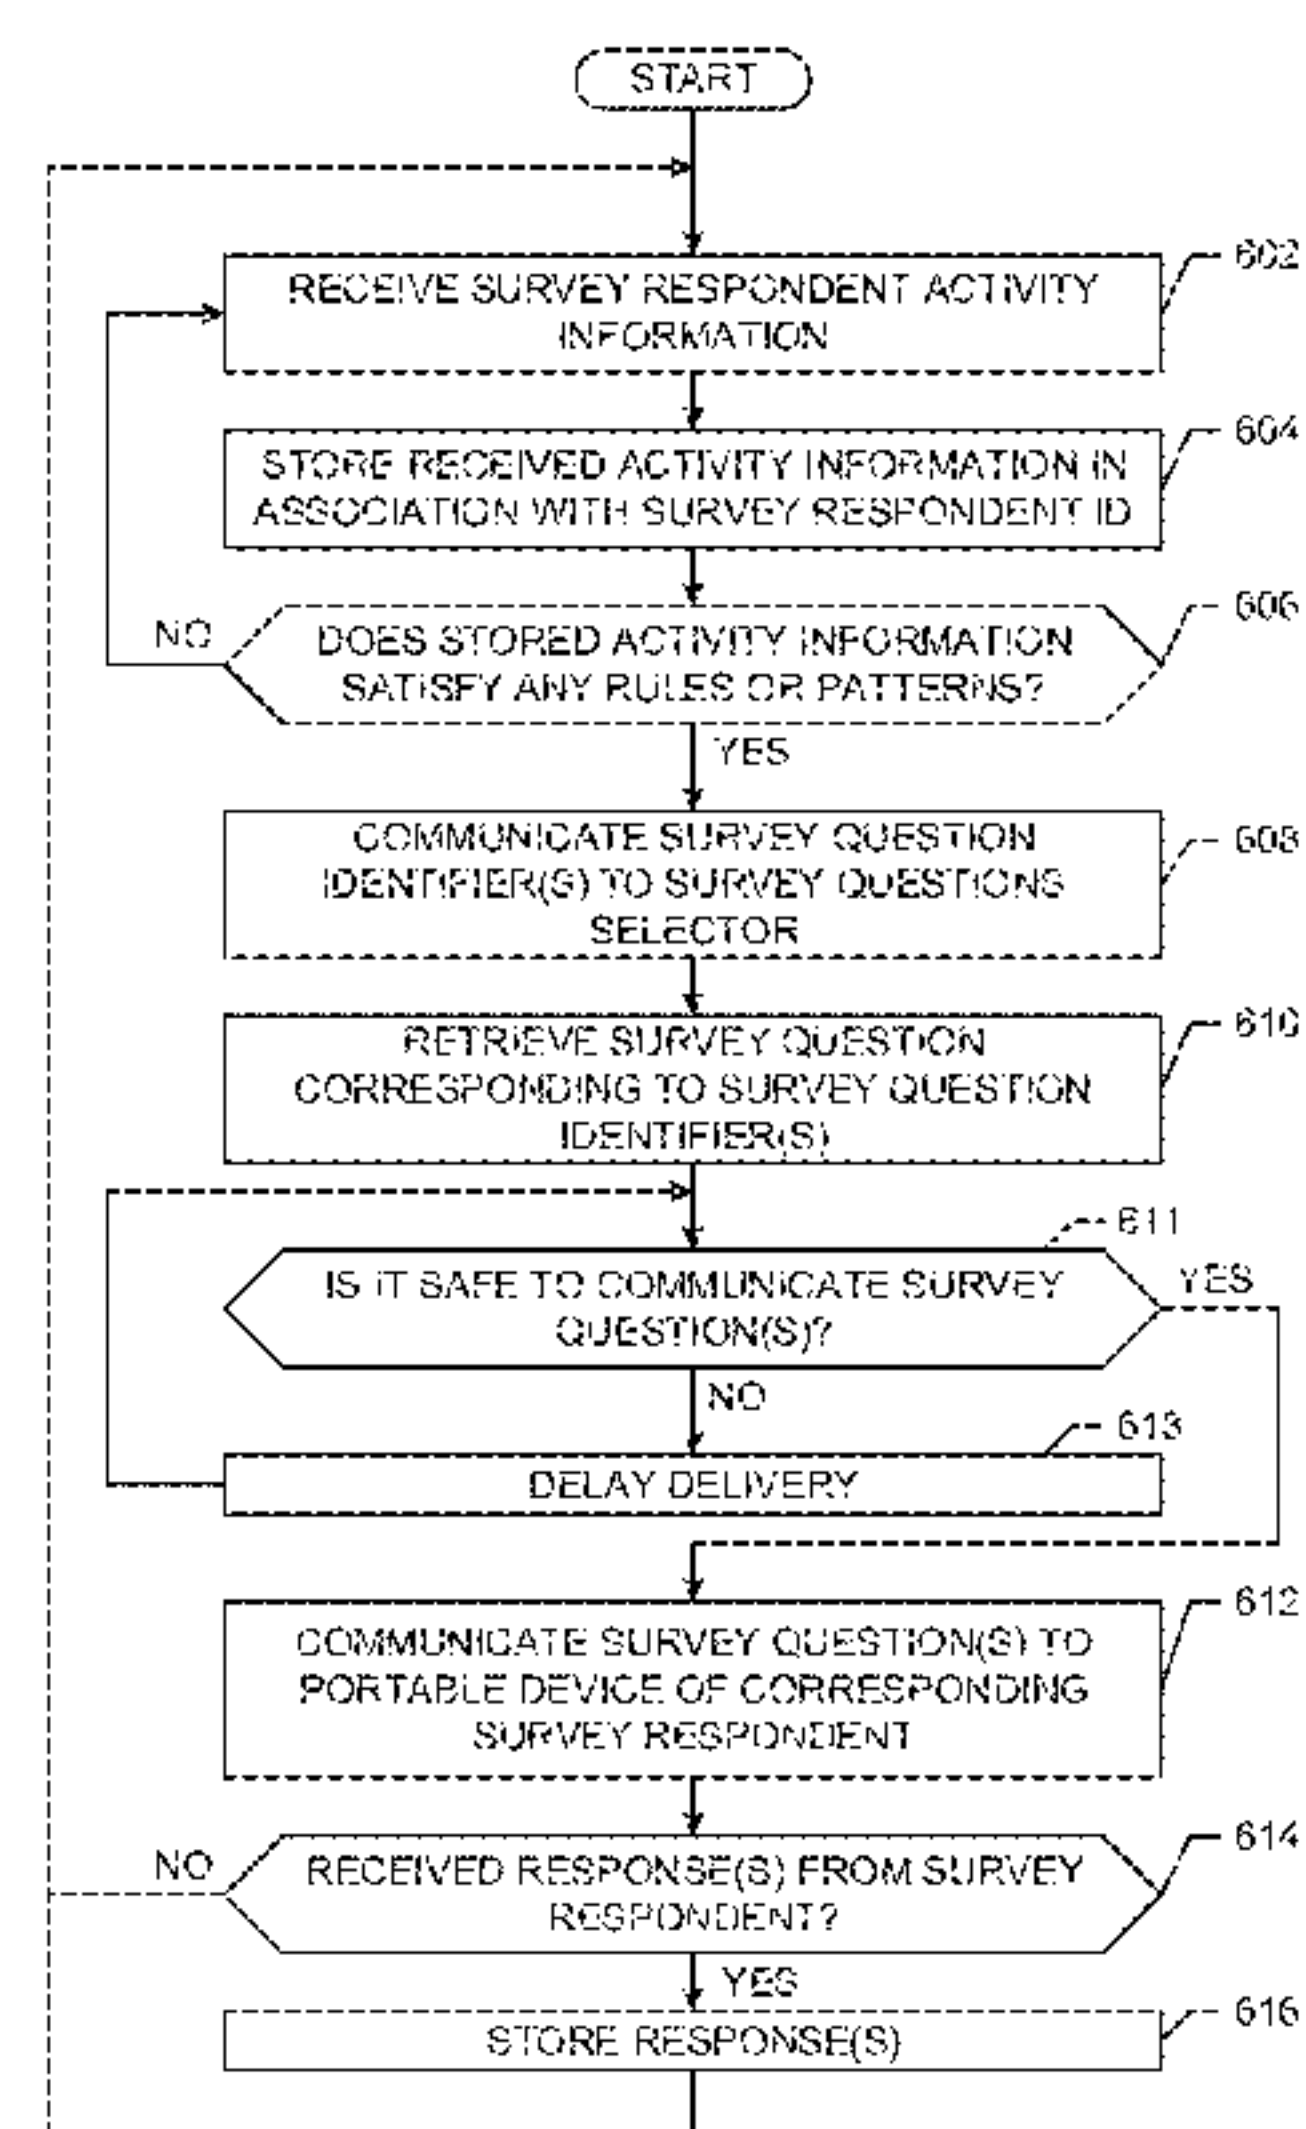 START
602
RECEIVE SURVEY RESPONDENT ACTIVITY
INFORMATION
604
STORE RECEIVED ACTIVITY INFORMATION IN
ASSOCIATION WITH SURVEY RESPONDENT ID
606
NO
DOES STORED ACTIVITY INFORMATION
SATISFY ANY RULES OR PATTERNS?
YES
608
COMMUNICATE SURVEY QUESTION
IDENTIFIER(S) TO SURVEY QUESTIONS
SELECTOR
610
RETRIEVE SURVEY QUESTION
CORRESPONDING TO SURVEY QUESTION
IDENTIFIER(S)
611
IS IT SAFE TO COMMUNICATE SURVEY
QUESTION(S)?
YES
NO
613
DELAY DELIVERY
612
COMMUNICATE SURVEY QUESTION(S) TO
PORTABLE DEVICE OF CORRESPONDING
SURVEY RESPONDENT
614
NO
RECEIVED RESPONSE(S) FROM SURVEY
RESPONDENT?
YES
616
STORE RESPONSE(S)